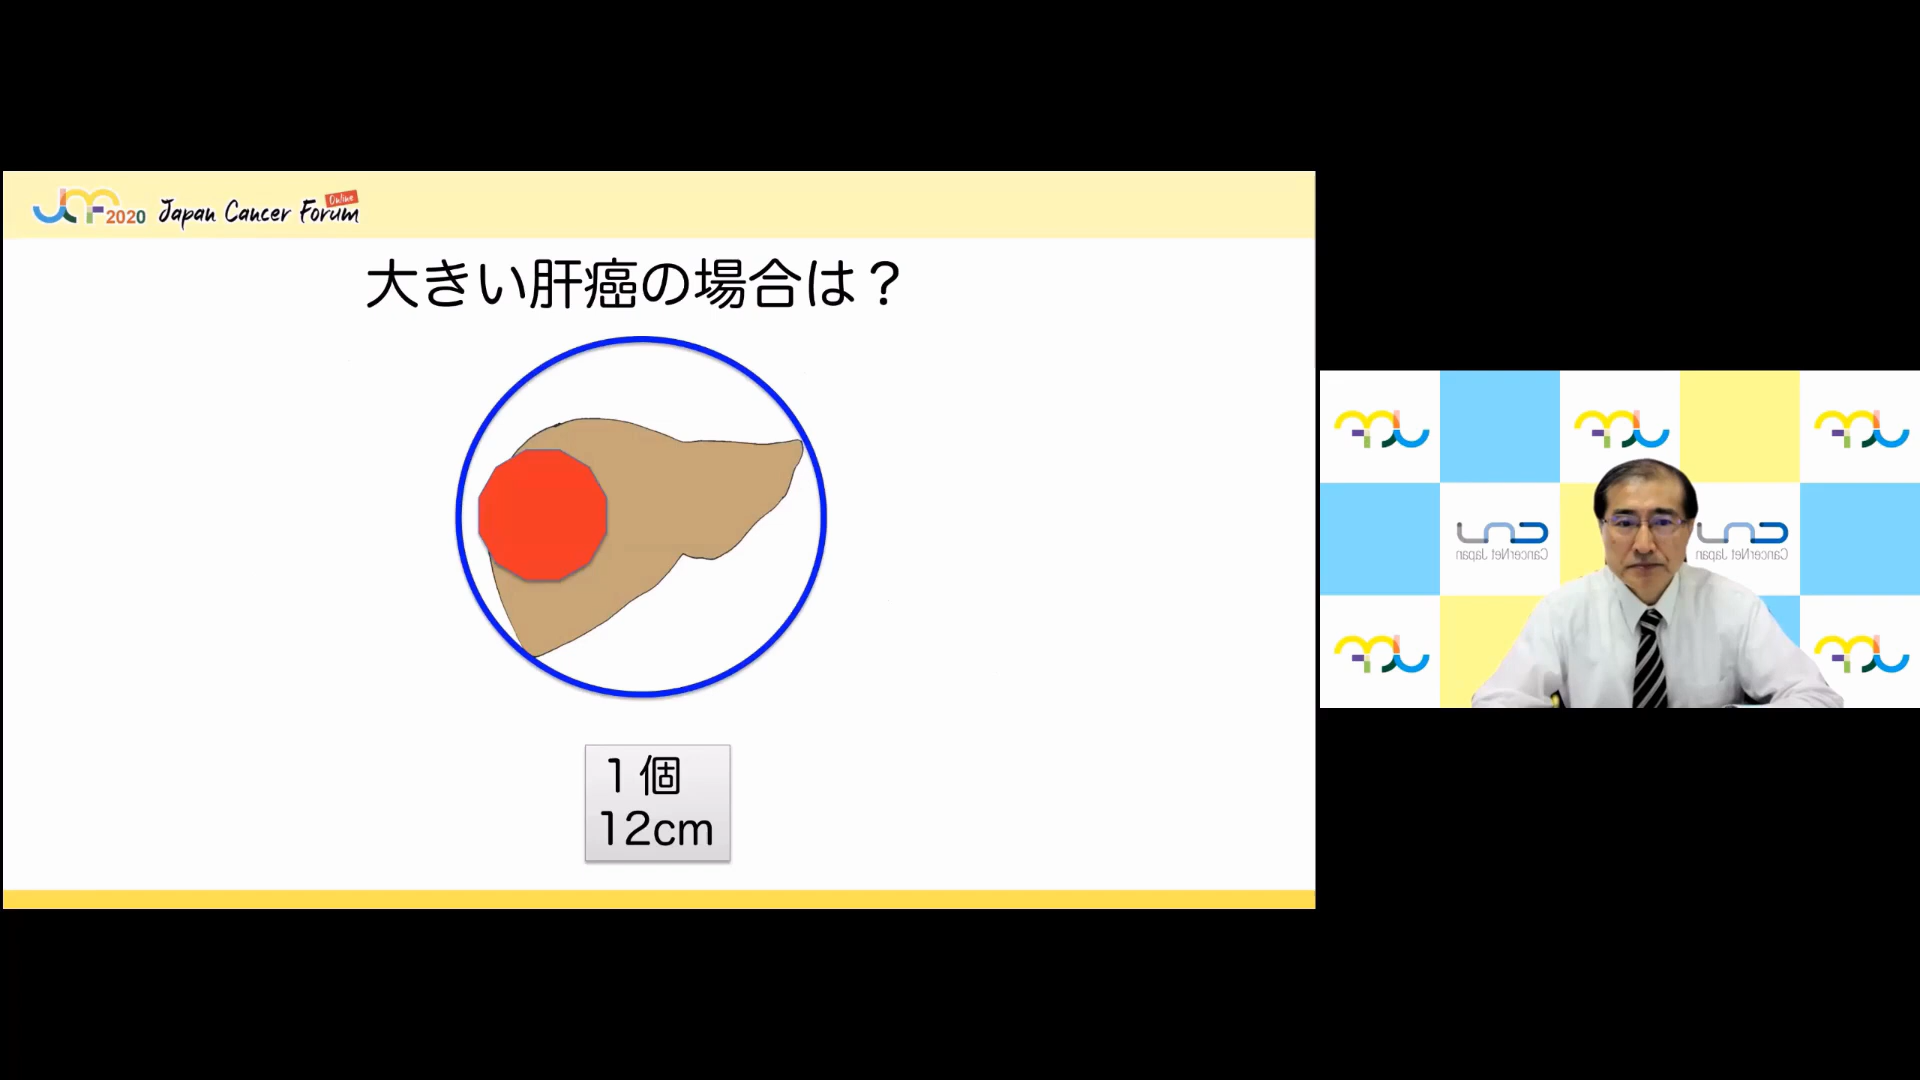 JCF2020 Japan Cancer Forum Online
大きい肝癌の場合は？
1個
12cm
CancerNet Japan
CancerNet Japan